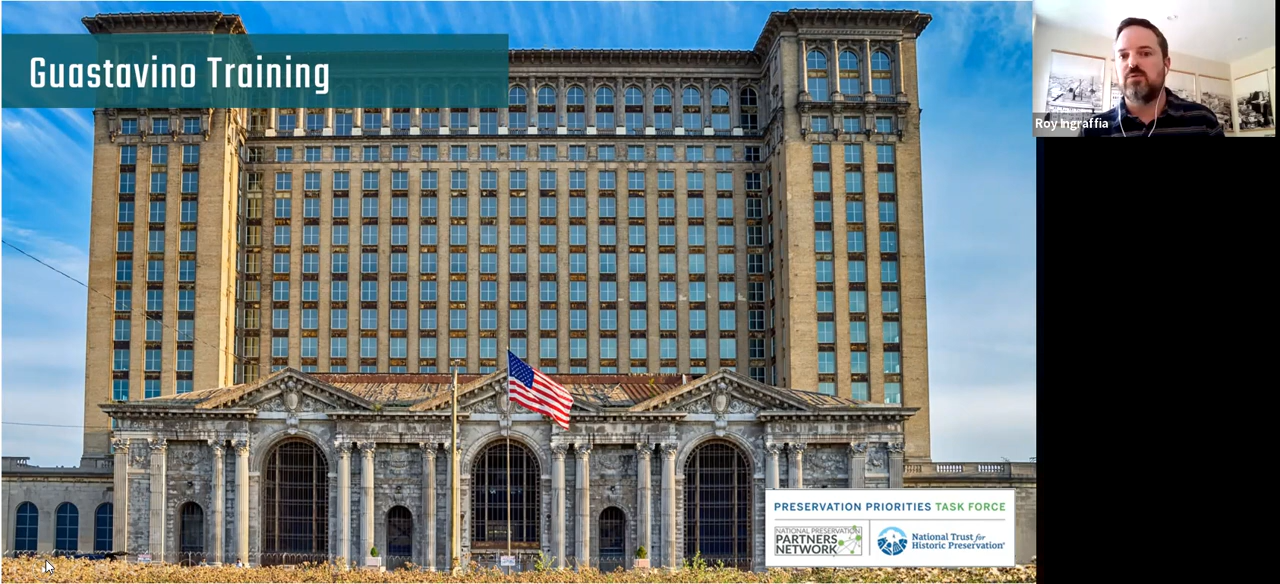 Guastavino Training
Roy Ingraffia
PRESERVATION PRIORITIES TASK FORCE
NATIONAL PRESERVATION
PARTNERS
NETWORK
National Trust for
Historic Preservation®